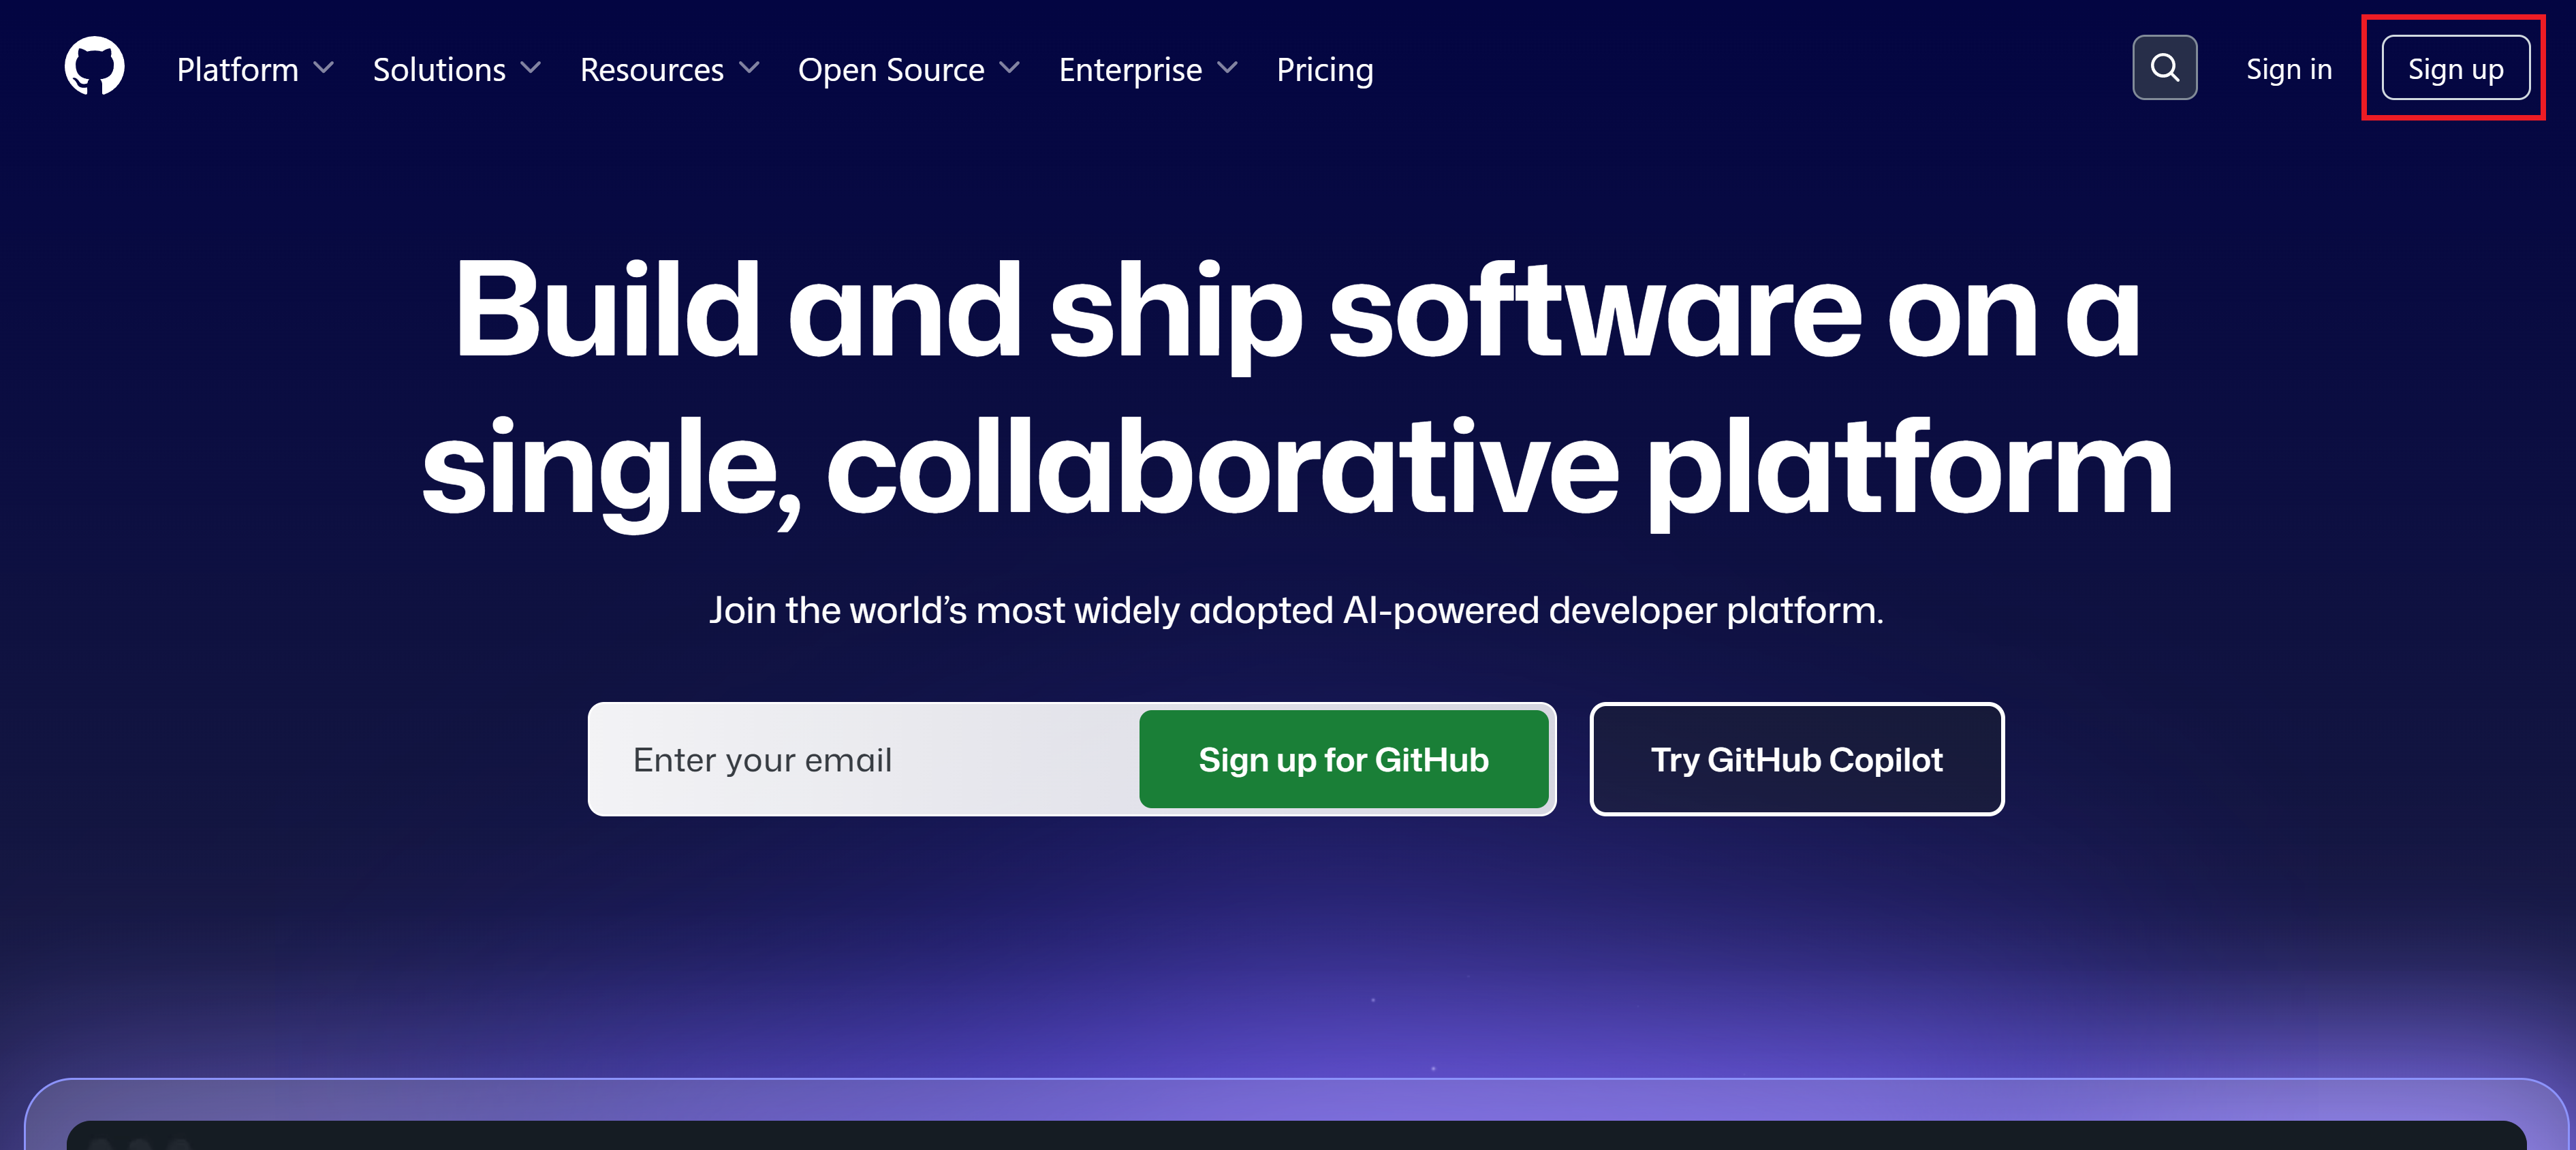 Platform Solutions Resources Open Source Enterprise Pricing Sign in Sign up
Build and ship software on a
single, collaborative platform
Join the world’s most widely adopted AI-powered developer platform.
Enter your email Sign up for GitHub Try GitHub Copilot